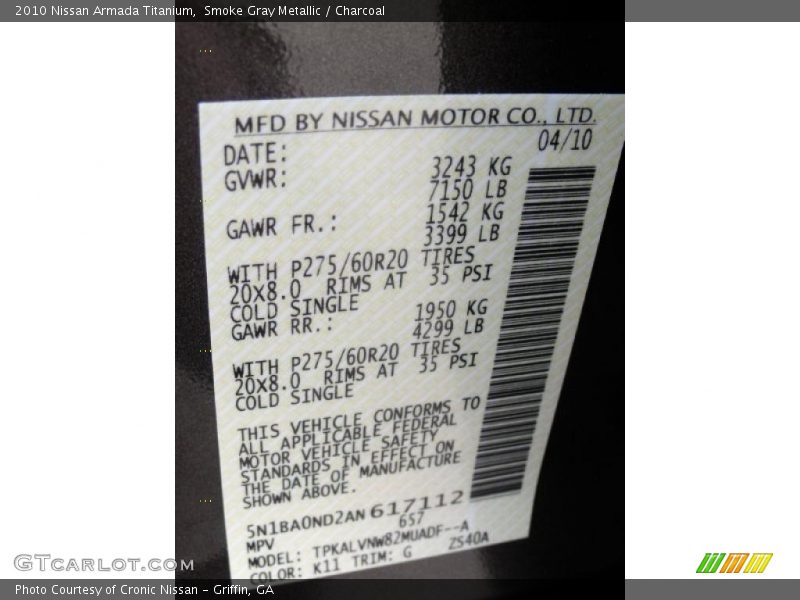 2010 Nissan Armada Titanium, Smoke Gray Metallic / Charcoal
MFD BY NISSAN MOTOR CO., LTD.
DATE: 04/10
GVWR: 3243 KG
7150 LB
GAWR FR.: 1542 KG
3399 LB
WITH P275/60R20 TIRES
20X8.0 RIMS AT 35 PSI
COLD SINGLE
GAWR RR.: 1950 KG
4299 LB
WITH P275/60R20 TIRES
20X8.0 RIMS AT 35 PSI
COLD SINGLE
THIS VEHICLE CONFORMS TO
ALL APPLICABLE FEDERAL
MOTOR VEHICLE SAFETY
STANDARDS IN EFFECT ON
THE DATE OF MANUFACTURE
SHOWN ABOVE.
5N1BA0ND2AN617112
MPV 657
MODEL: TPKALVNW82MUADF--A
COLOR: K11 TRIM: G ZS40A
GTCARLOT.COM
Photo Courtesy of Cronic Nissan - Griffin, GA